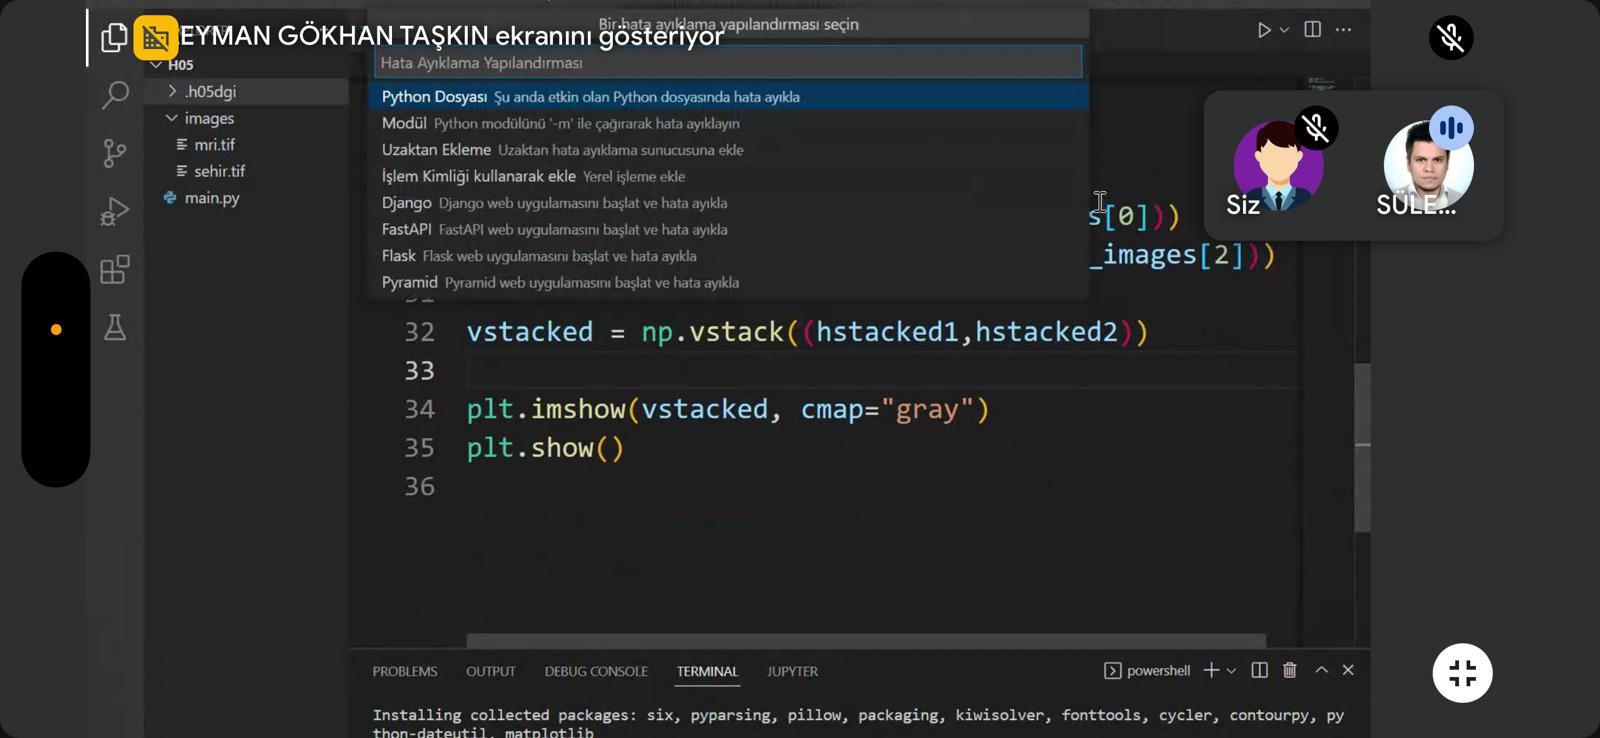 EYMAN GÖKHAN TAŞKIN ekranını gösteriyor
Bir hata ayıklama yapılandırması seçin
Hata Ayıklama Yapılandırması
H05
.h05dgi
images
mri.tif
sehir.tif
main.py
Python Dosyası Şu anda etkin olan Python dosyasında hata ayıkla
Modül Python modülünü '-m' ile çağırarak hata ayıklayın
Uzaktan Ekleme Uzaktan hata ayıklama sunucusuna ekle
İşlem Kimliği kullanarak ekle Yerel işleme ekle
Django Django web uygulamasını başlat ve hata ayıkla
FastAPI FastAPI web uygulamasını başlat ve hata ayıkla
Flask Flask web uygulamasını başlat ve hata ayıkla
Pyramid Pyramid web uygulamasını başlat ve hata ayıkla
s[0]))
_images[2]))
Siz
SÜLE...
32 vstacked = np.vstack((hstacked1,hstacked2))
33
34 plt.imshow(vstacked, cmap="gray")
35 plt.show()
36
PROBLEMS OUTPUT DEBUG CONSOLE TERMINAL JUPYTER
powershell
Installing collected packages: six, pyparsing, pillow, packaging, kiwisolver, fonttools, cycler, contourpy, py
thon-dateutil, matplotlib